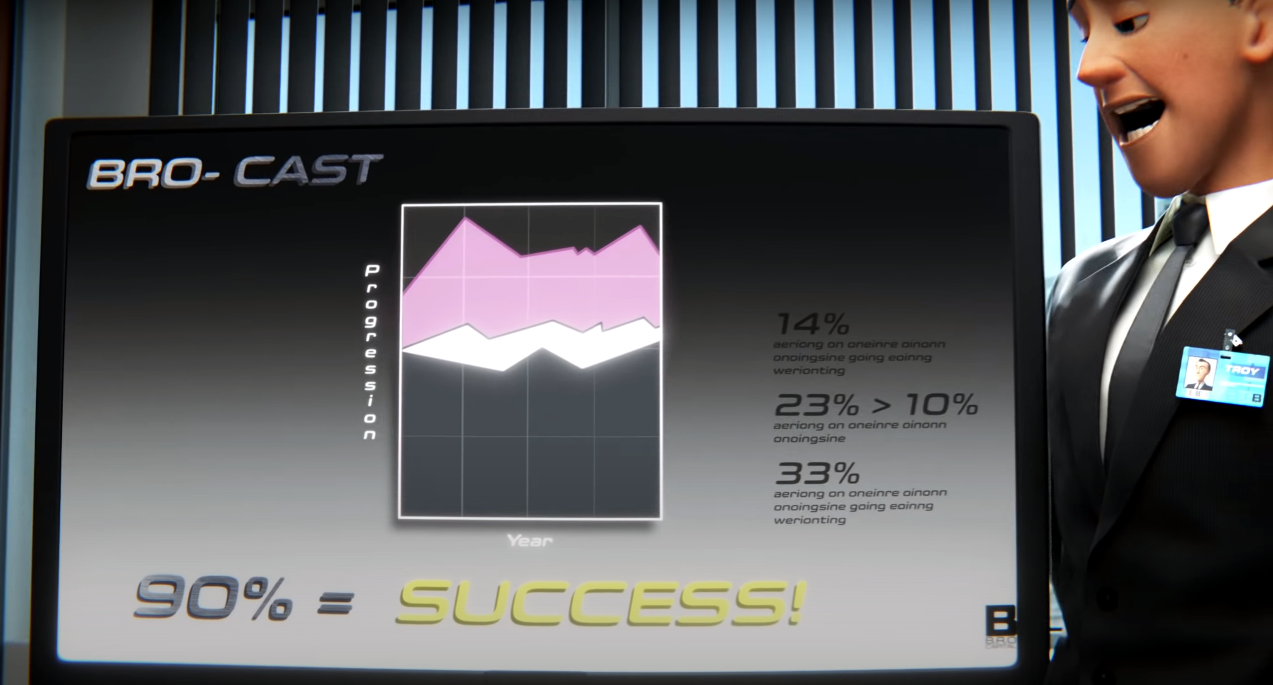 BRO- CAST
Progression
14%
aeriong on oneinre oinonn
onoingsine going eoinng
werionting
23% > 10%
aeriong on oneinre oinonn
onoingsine
33%
aeriong on oneinre oinonn
onoingsine going eoinng
werionting
Year
90% = SUCCESS!
B
BRO
CAPITAL
TROY